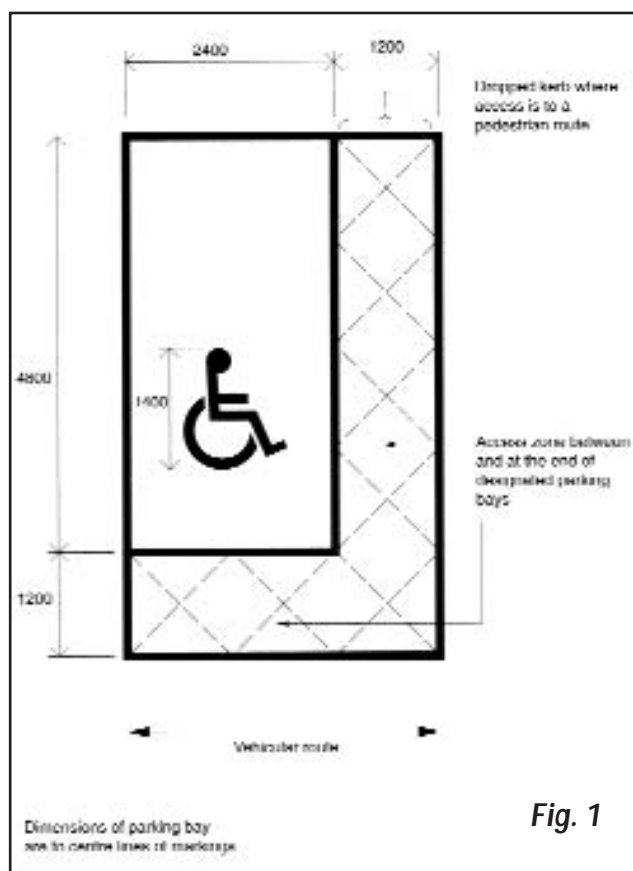 2400
1200
Dropped kerb where
access is to a
pedestrian route
4800
1400
Access zone between
and at the end of
designated parking
bays
1200
Vehicular route
Dimensions of parking bay
are to centre lines of markings
Fig. 1